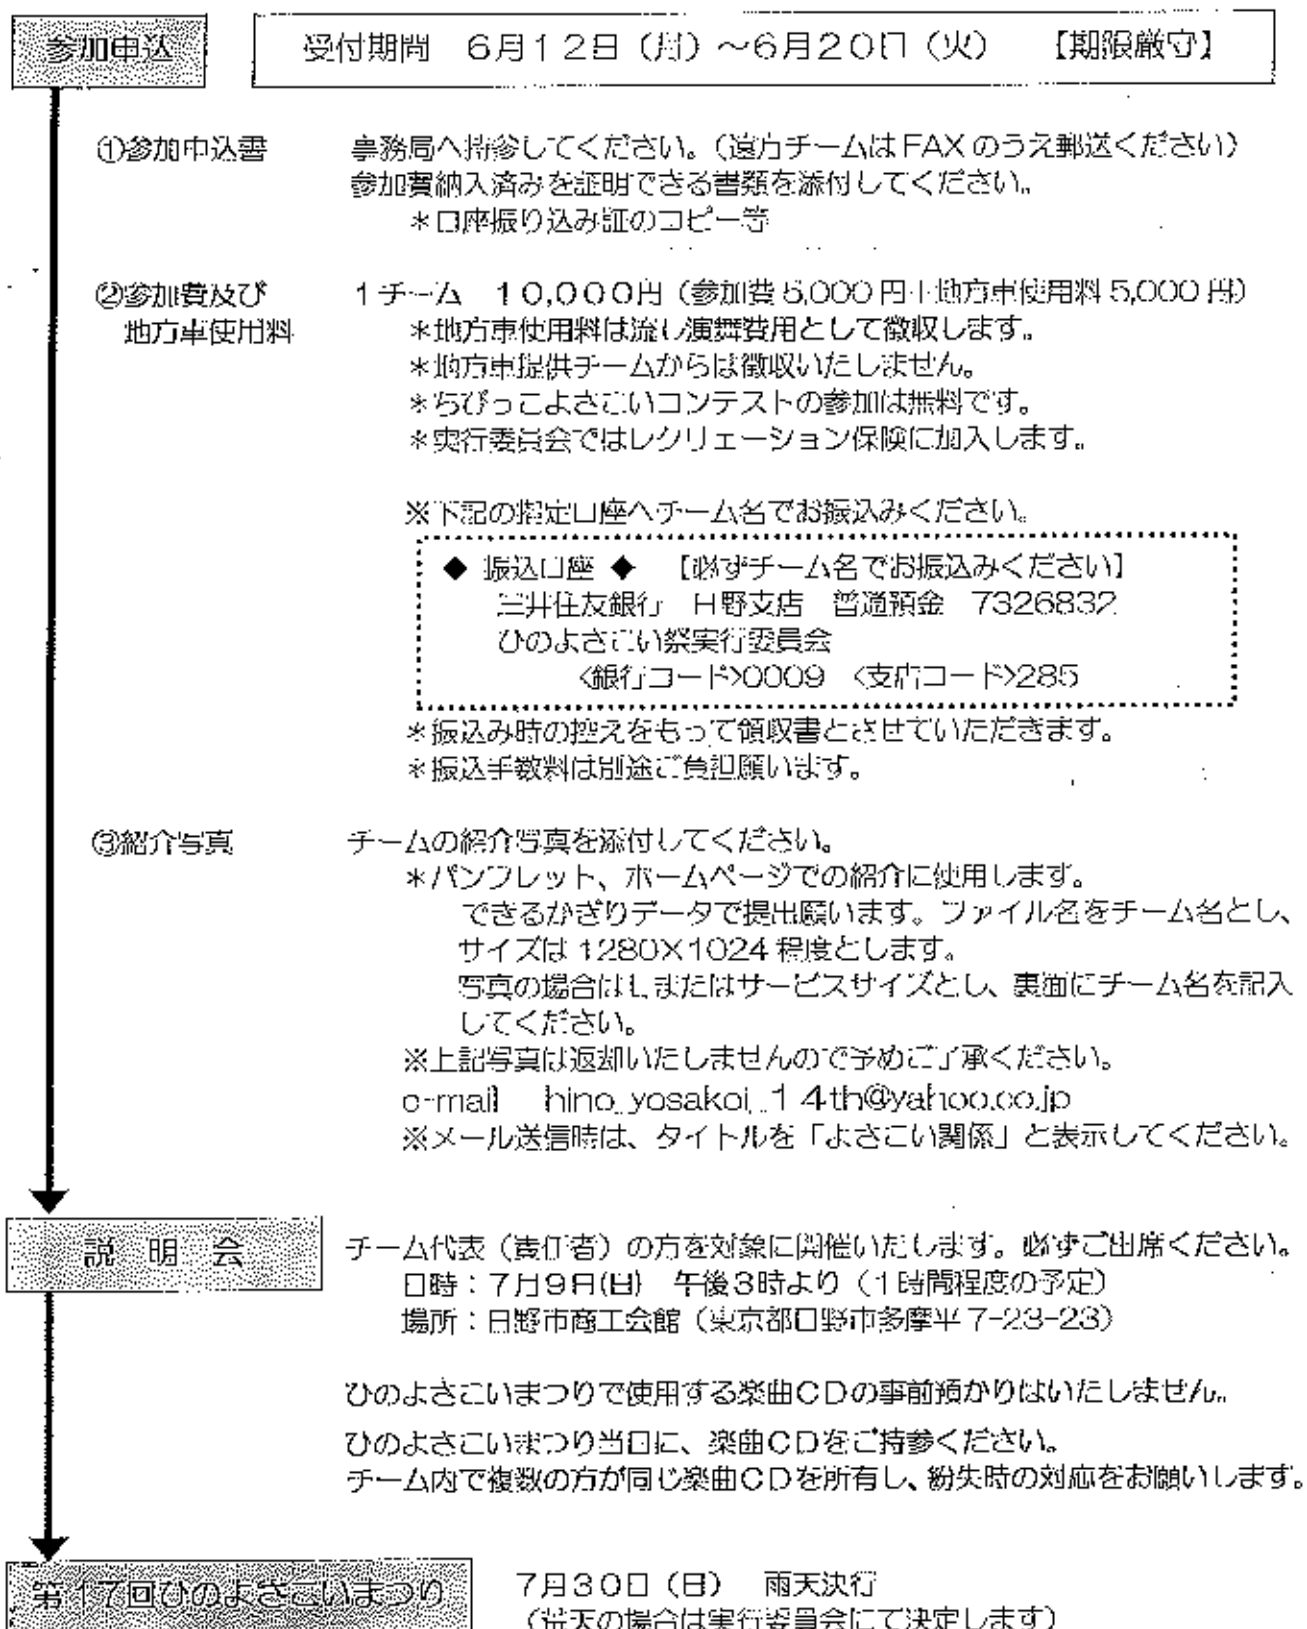 参加申込
受付期間　6月12日（月）～6月20日（火）　【期限厳守】
①参加申込書　事務局へ持参してください。（遠方チームはFAXのうえ郵送ください）
参加費納入済みを証明できる書類を添付してください。
＊口座振り込み証のコピー等
②参加費及び　1チーム　10,000円（参加費5,000円＋地方車使用料5,000円）
地方車使用料　＊地方車使用料は流し演舞費用として徴収します。
＊地方車提供チームからは徴収いたしません。
＊ちびっこよさこいコンテストの参加は無料です。
＊実行委員会ではレクリェーション保険に加入します。
※下記の指定口座へチーム名でお振込みください。
◆ 振込口座 ◆　【必ずチーム名でお振込みください】
三井住友銀行　日野支店　普通預金　7326832
ひのよさこい祭実行委員会
<銀行コード>0009　<支店コード>285
＊振込み時の控えをもって領収書とさせていただきます。
＊振込手数料は別途ご負担願います。
③紹介写真　チームの紹介写真を添付してください。
＊パンフレット、ホームページでの紹介に使用します。
できるかぎりデータで提出願います。ファイル名をチーム名とし、
サイズは1280×1024程度とします。
写真の場合はLまたはサービスサイズとし、裏面にチーム名を記入
してください。
※上記写真は返却いたしませんので予めご了承ください。
e-mail　hino_yosakoi_14th@yahoo.co.jp
※メール送信時は、タイトルを「よさこい関係」と表示してください。
説　明　会
チーム代表（責任者）の方を対象に開催いたします。必ずご出席ください。
日時：7月9日(日)　午後3時より（1時間程度の予定）
場所：日野市商工会館（東京都日野市多摩平7-23-23）
ひのよさこいまつりで使用する楽曲CDの事前預かりはいたしません。
ひのよさこいまつり当日に、楽曲CDをご持参ください。
チーム内で複数の方が同じ楽曲CDを所有し、紛失時の対応をお願いします。
第17回ひのよさこいまつり
7月30日（日）　雨天決行
（荒天の場合は実行委員会にて決定します）